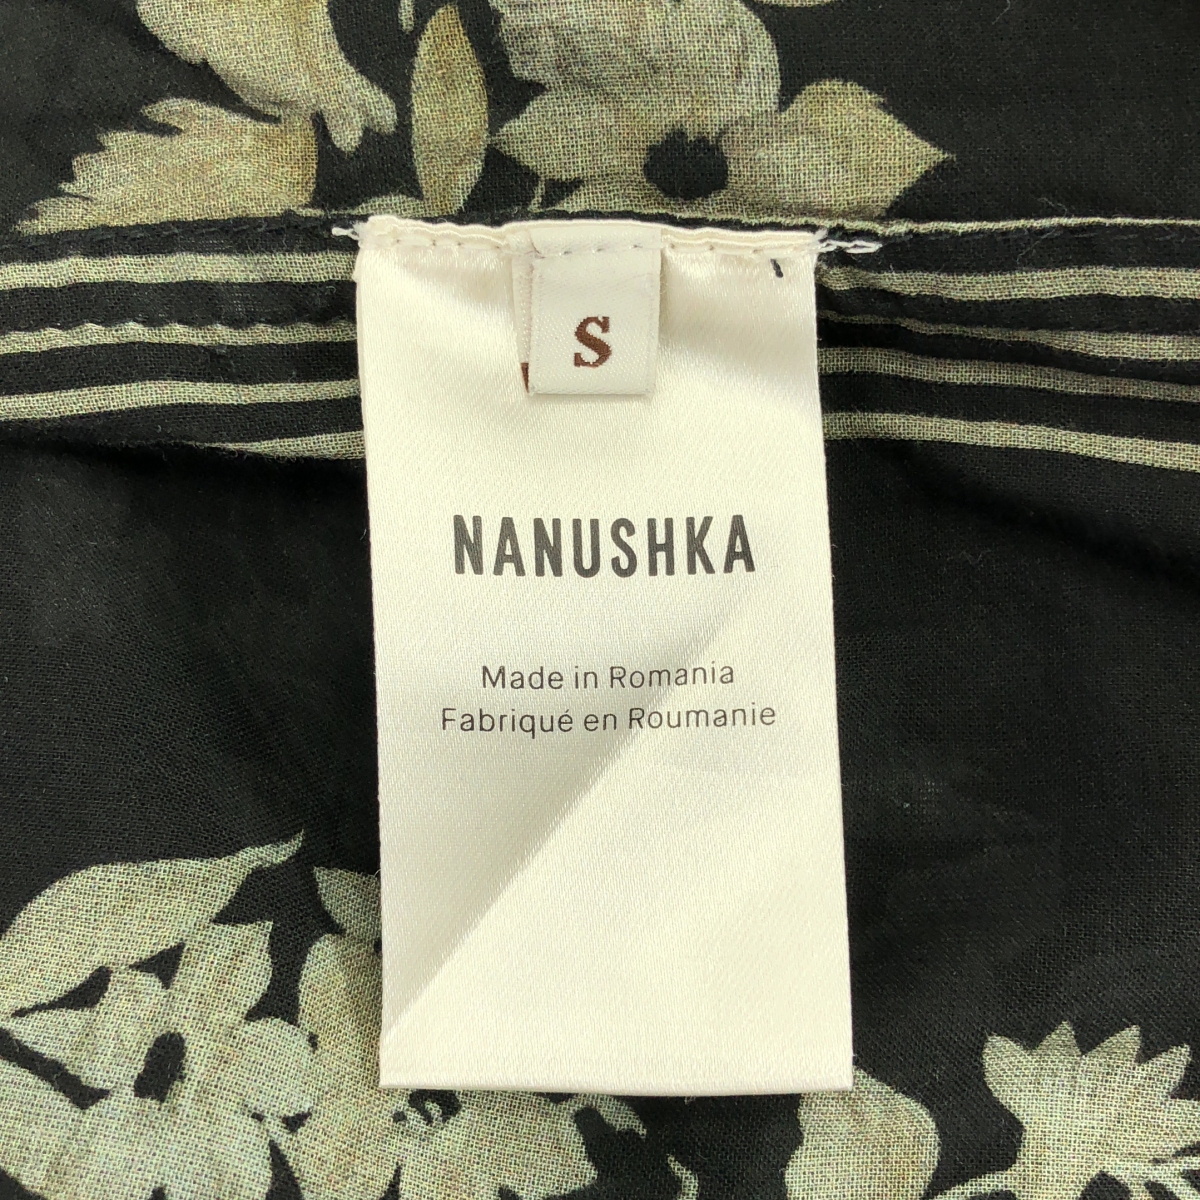 S
NANUSHKA
Made in Romania
Fabriqué en Roumanie